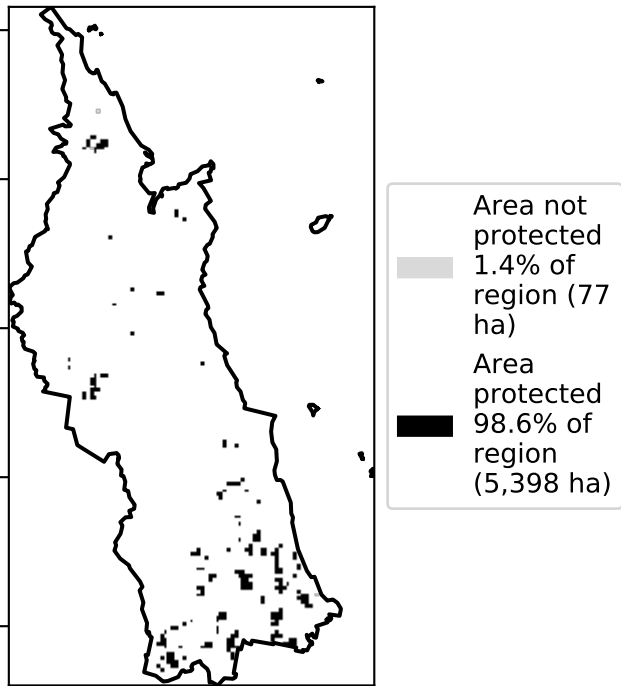 Area not
protected
1.4% of
region (77
ha)
Area
protected
98.6% of
region
(5,398 ha)